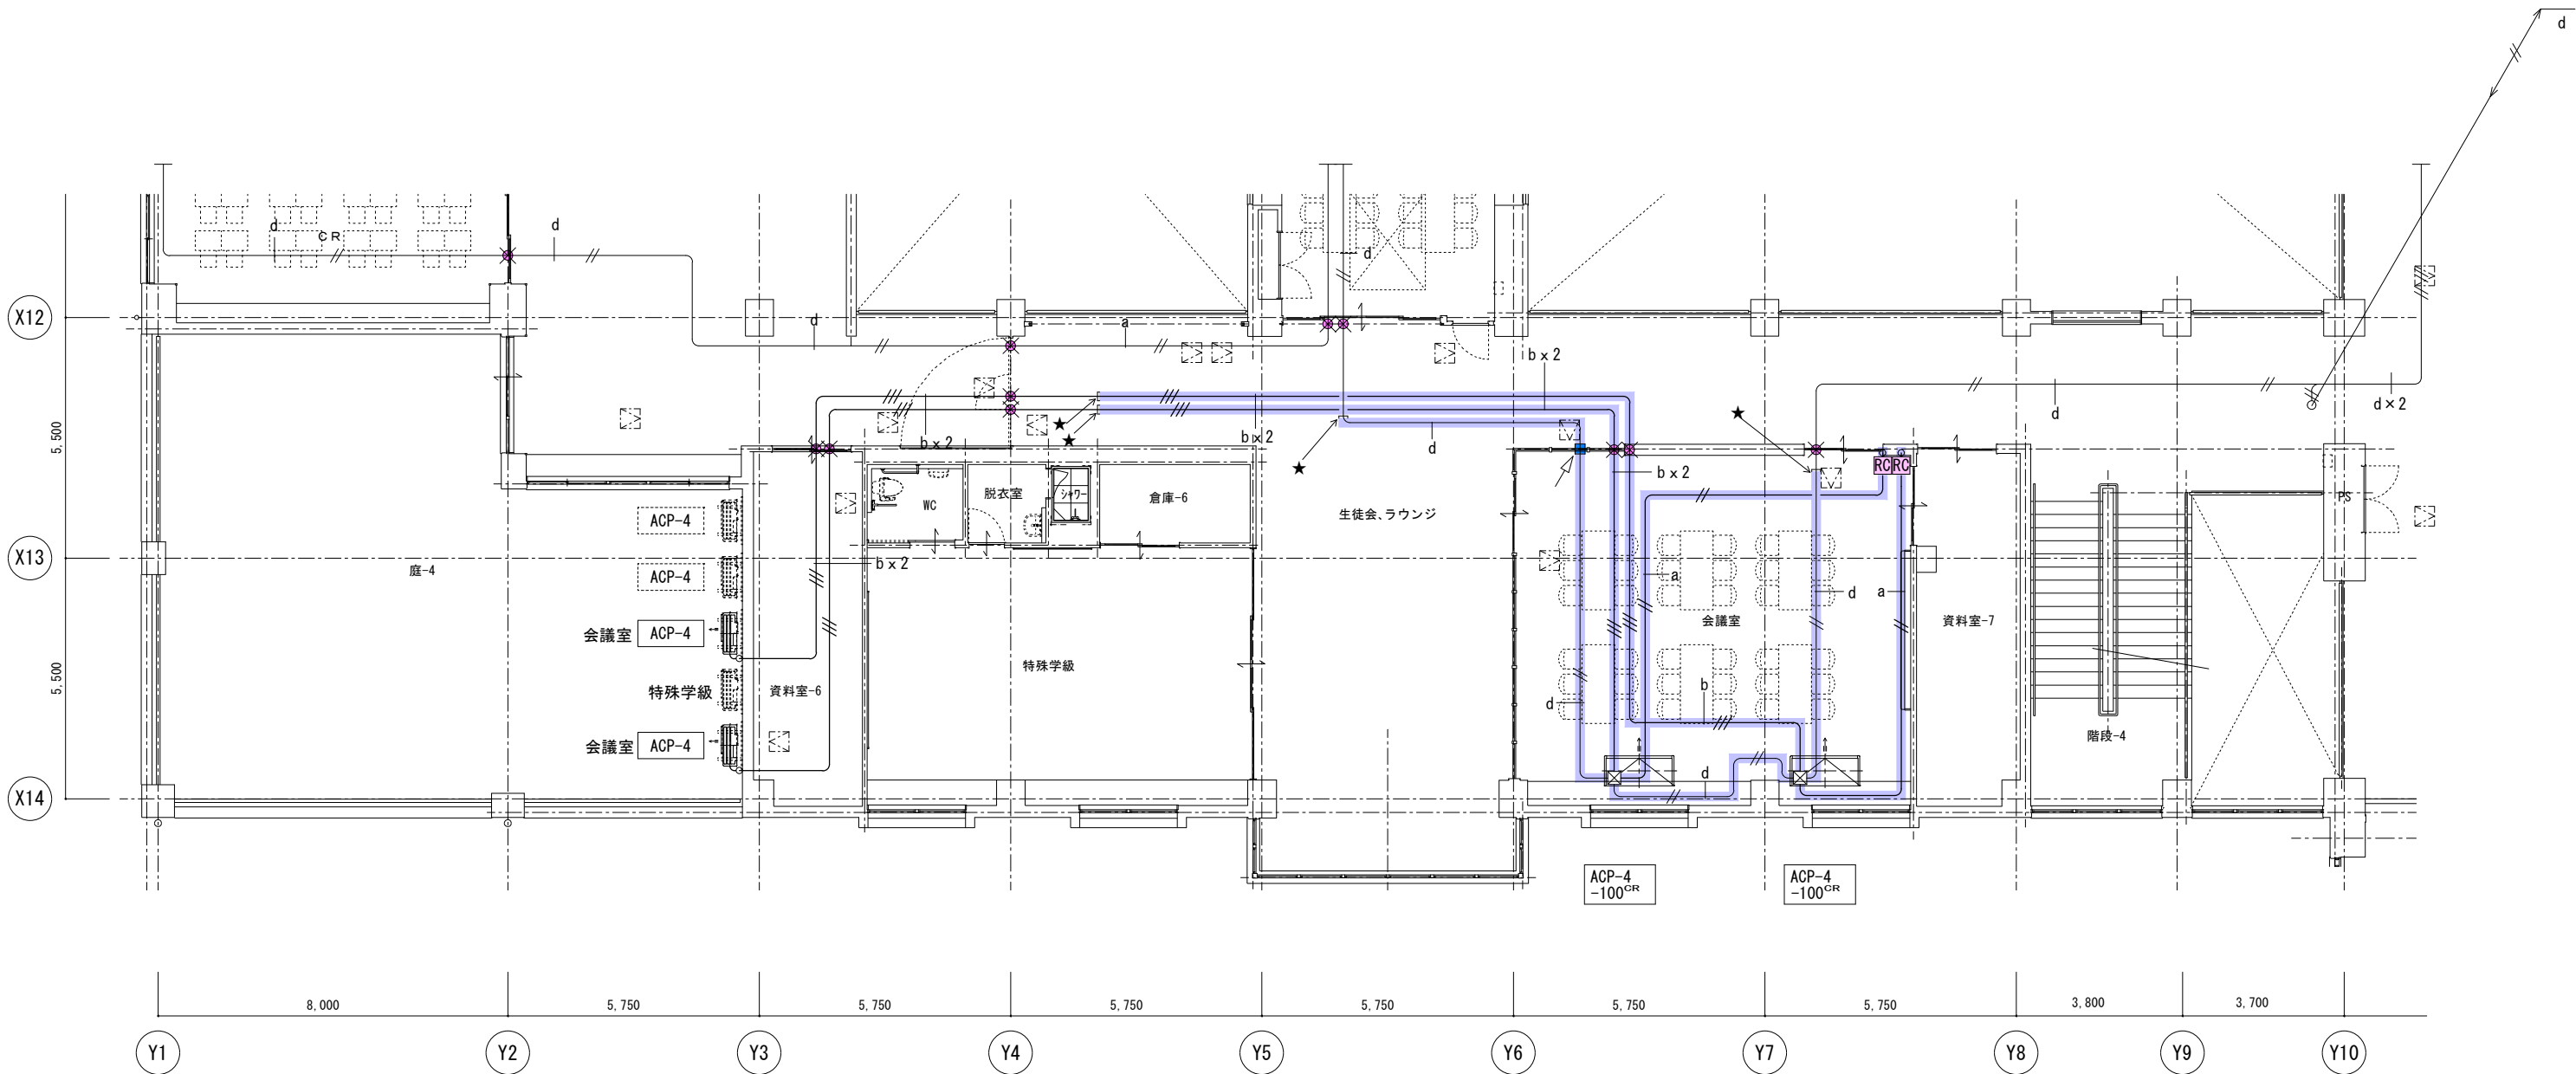 d
d
CR
d
d
X12
d
a
b x 2
d
d×2
★
★
★
b x 2
b x 2
d
★
b x 2
RC
RC
5,500
WC
脱衣室
シャワー
倉庫-6
生徒会、ラウンジ
PS
ACP-4
X13
庭-4
ACP-4
b x 2
a
d
a
会議室
資料室-7
会議室
ACP-4
5,500
特殊学級
特殊学級
資料室-6
b
d
会議室
ACP-4
階段-4
d
X14
ACP-4
-100CR
ACP-4
-100CR
8,000
5,750
5,750
5,750
5,750
5,750
5,750
3,800
3,700
Y1
Y2
Y3
Y4
Y5
Y6
Y7
Y8
Y9
Y10